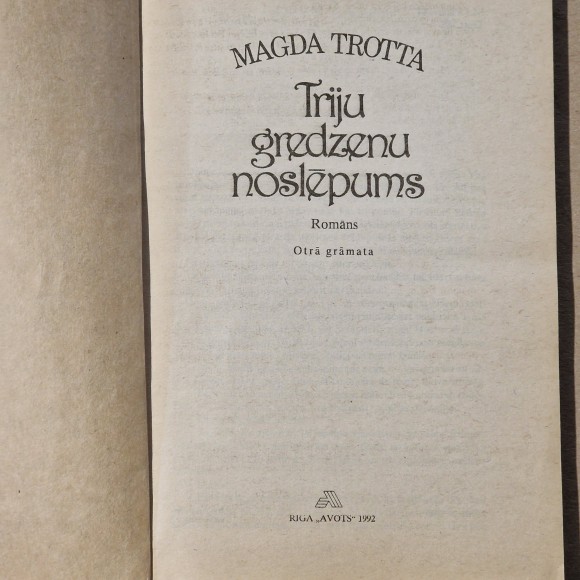 MAGDA TROTTA
Triju
gredzenu
noslēpums
Romāns
Otrā grāmata
RĪGA „AVOTS“ 1992